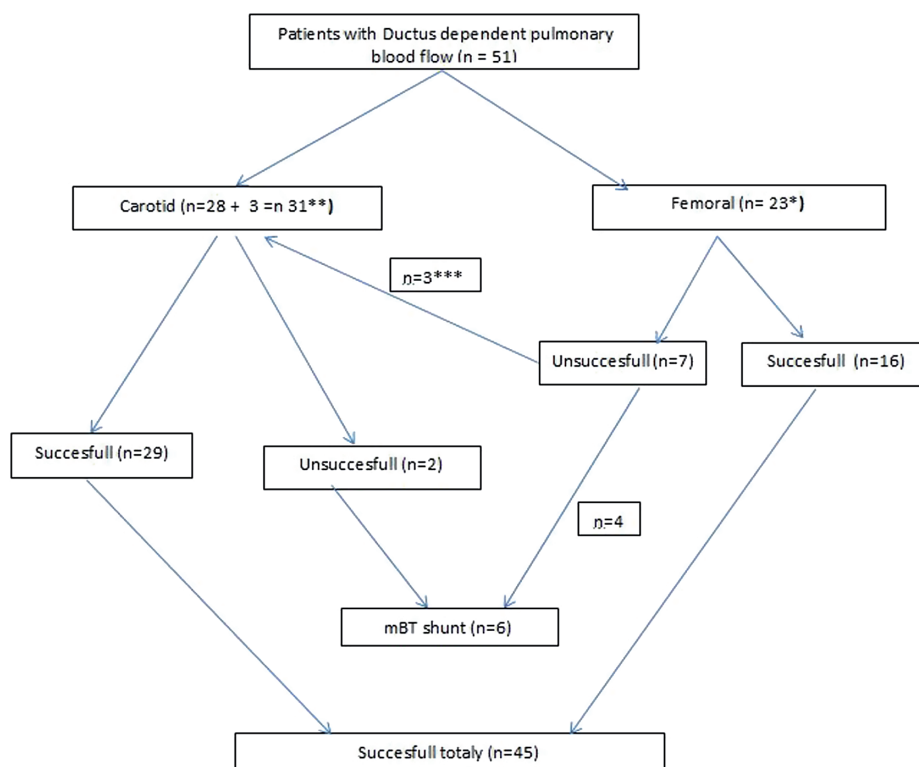 Patients with Ductus dependent pulmonary
blood flow (n = 51)
Carotid (n=28 + 3 =n 31**)
Femoral (n= 23*)
n=3***
Unsuccesfull (n=7)
Succesfull (n=16)
Succesfull (n=29)
Unsuccesfull (n=2)
n=4
mBT shunt (n=6)
Succesfull totaly (n=45)